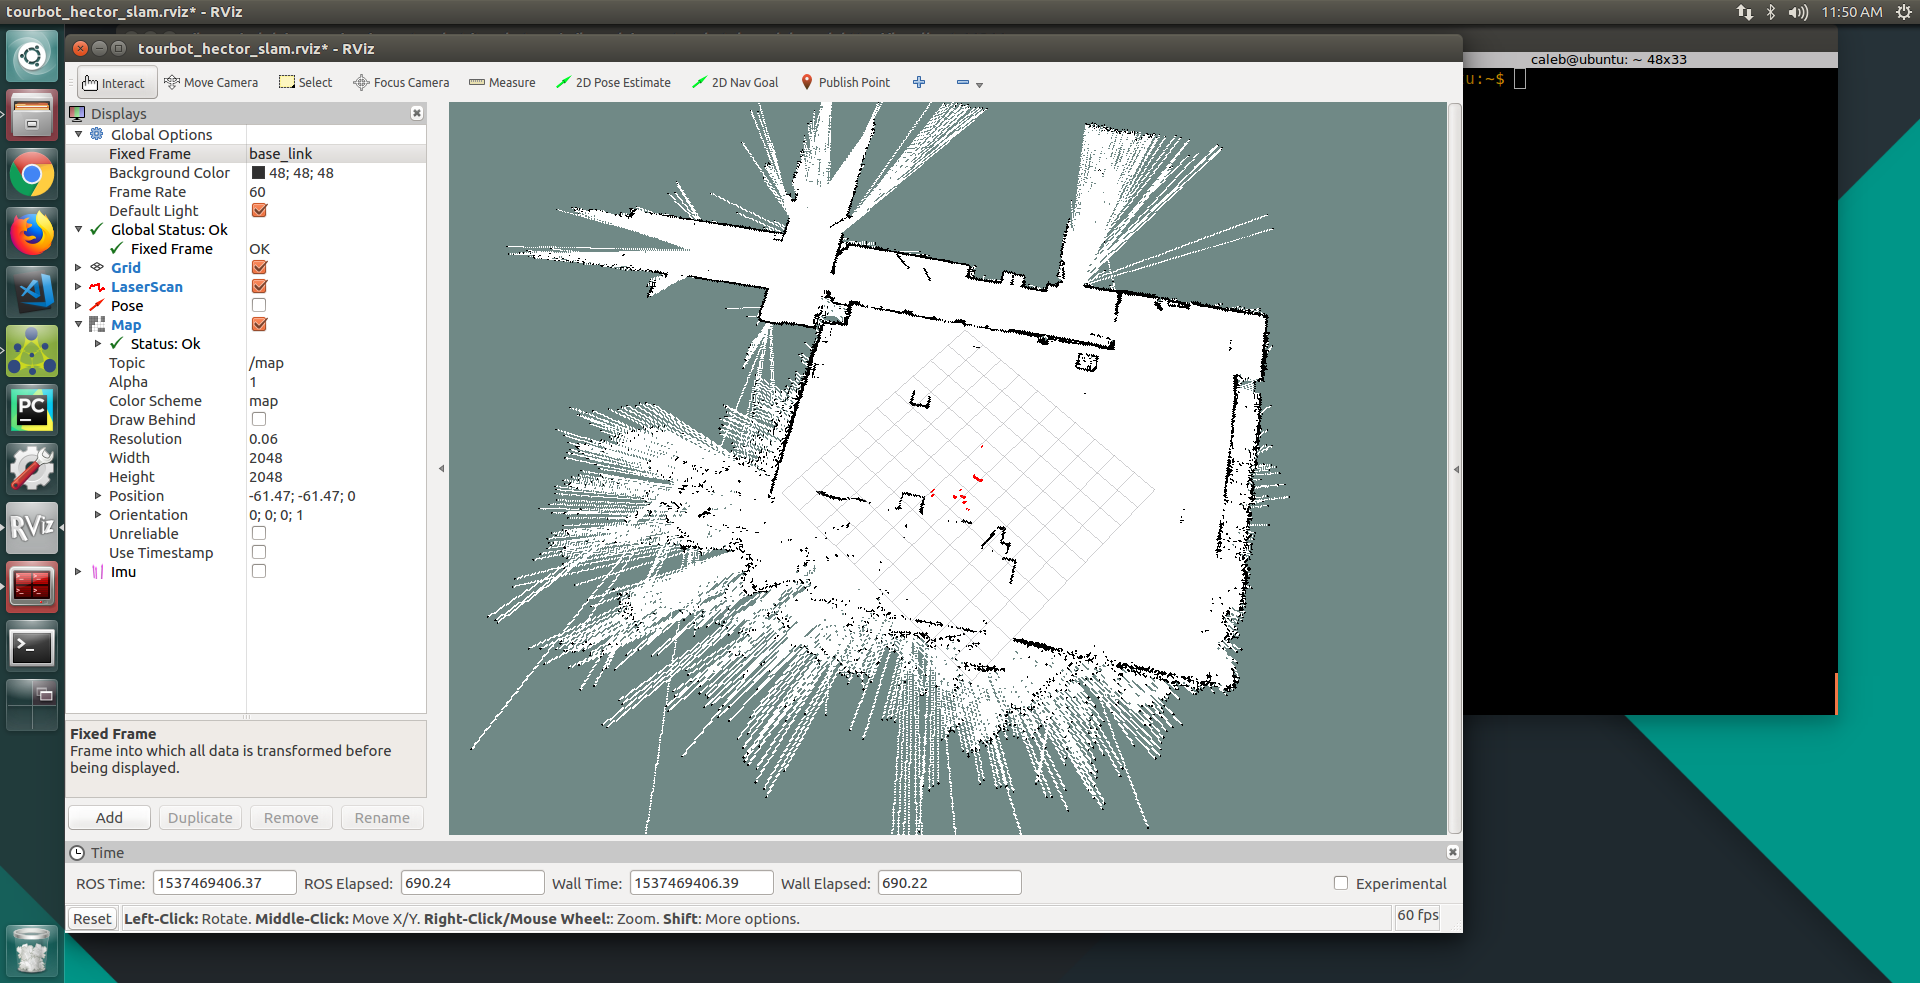 tourbot_hector_slam.rviz* - RViz
11:50 AM
tourbot_hector_slam.rviz* - RViz
caleb@ubuntu: ~ 48x33
u:~$
Interact Move Camera Select Focus Camera Measure 2D Pose Estimate 2D Nav Goal Publish Point
Displays
Global Options
Fixed Frame base_link
Background Color 48; 48; 48
Frame Rate 60
Default Light
Global Status: Ok
Fixed Frame OK
Grid
LaserScan
Pose
Map
Status: Ok
Topic /map
Alpha 1
Color Scheme map
Draw Behind
Resolution 0.06
Width 2048
Height 2048
Position -61.47; -61.47; 0
Orientation 0; 0; 0; 1
Unreliable
Use Timestamp
Imu
PC
RViz
>_
Fixed Frame
Frame into which all data is transformed before
being displayed.
Add Duplicate Remove Rename
Time
ROS Time: 1537469406.37 ROS Elapsed: 690.24 Wall Time: 1537469406.39 Wall Elapsed: 690.22 Experimental
Reset Left-Click: Rotate. Middle-Click: Move X/Y. Right-Click/Mouse Wheel:: Zoom. Shift: More options. 60 fps